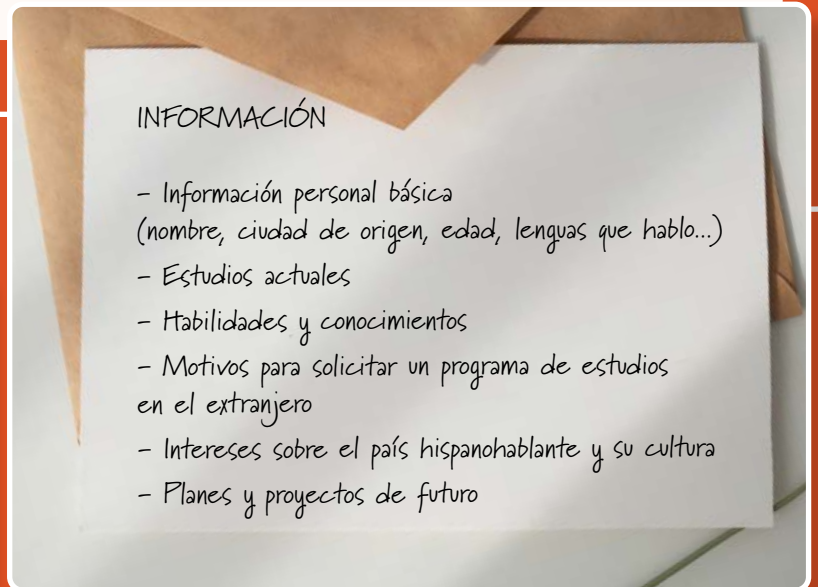 INFORMACIÓN
- Información personal básica
(nombre, ciudad de origen, edad, lenguas que hablo...)
- Estudios actuales
- Habilidades y conocimientos
- Motivos para solicitar un programa de estudios
en el extranjero
- Intereses sobre el país hispanohablante y su cultura
- Planes y proyectos de futuro